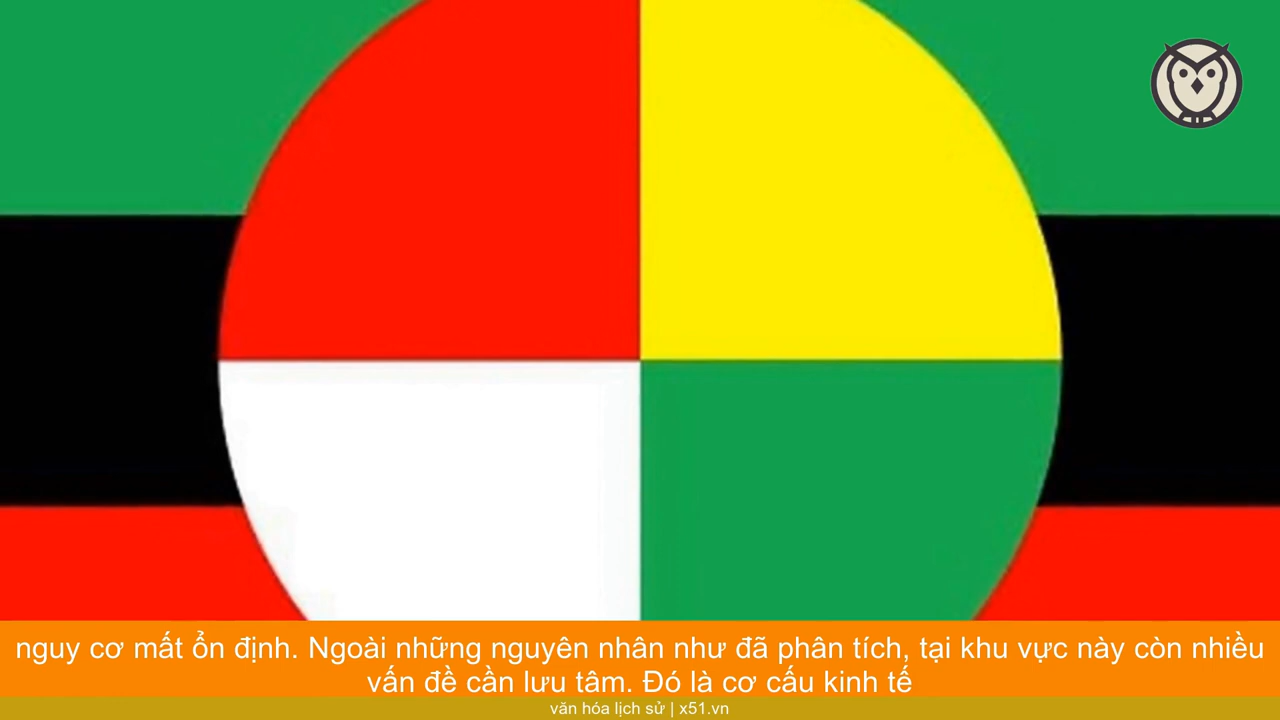 nguy cơ mất ổn định. Ngoài những nguyên nhân như đã phân tích, tại khu vực này còn nhiều
vấn đề cần lưu tâm. Đó là cơ cấu kinh tế
văn hóa lịch sử | x51.vn